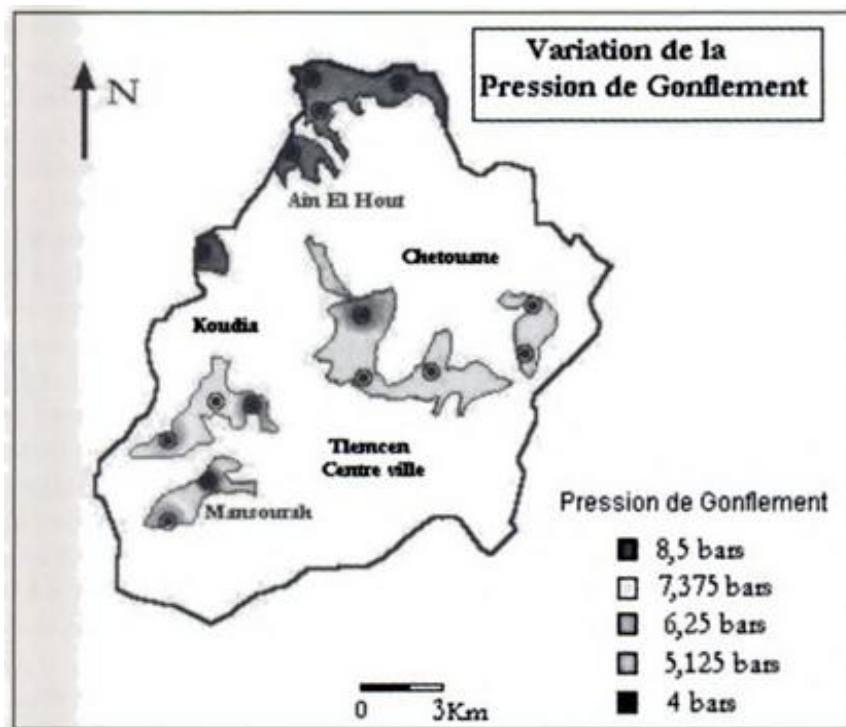 Variation de la
Pression de Gonflement
N
Ain El Hout
Chetouane
Koudia
Tlemcen
Centre ville
Mansourah
Pression de Gonflement
8,5 bars
7,375 bars
6,25 bars
5,125 bars
4 bars
0 3Km